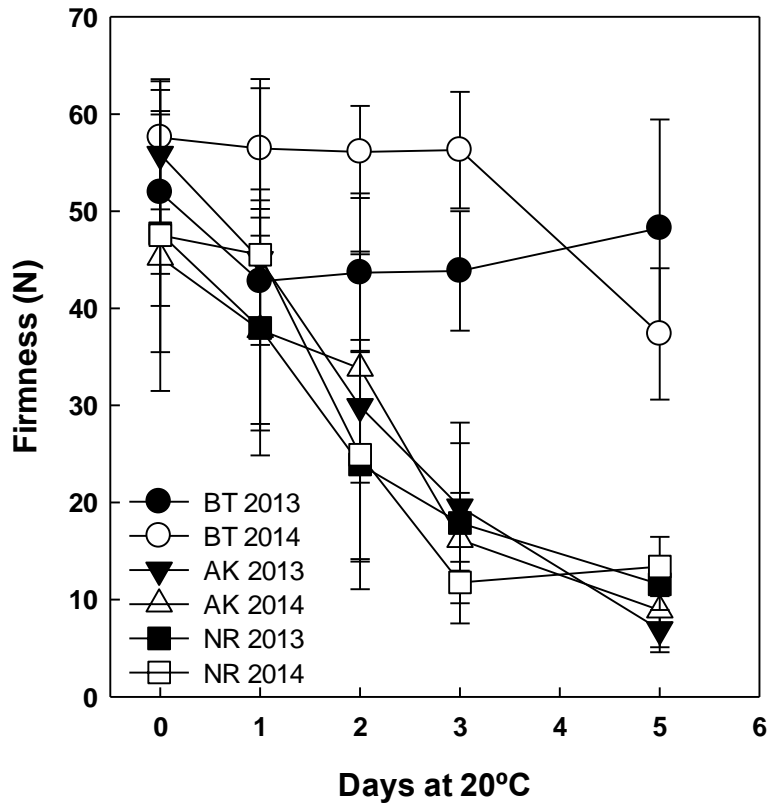 70
60
50
40
30
20
10
0
Firmness (N)
BT 2013
BT 2014
AK 2013
AK 2014
NR 2013
NR 2014
0 1 2 3 4 5 6
Days at 20ºC